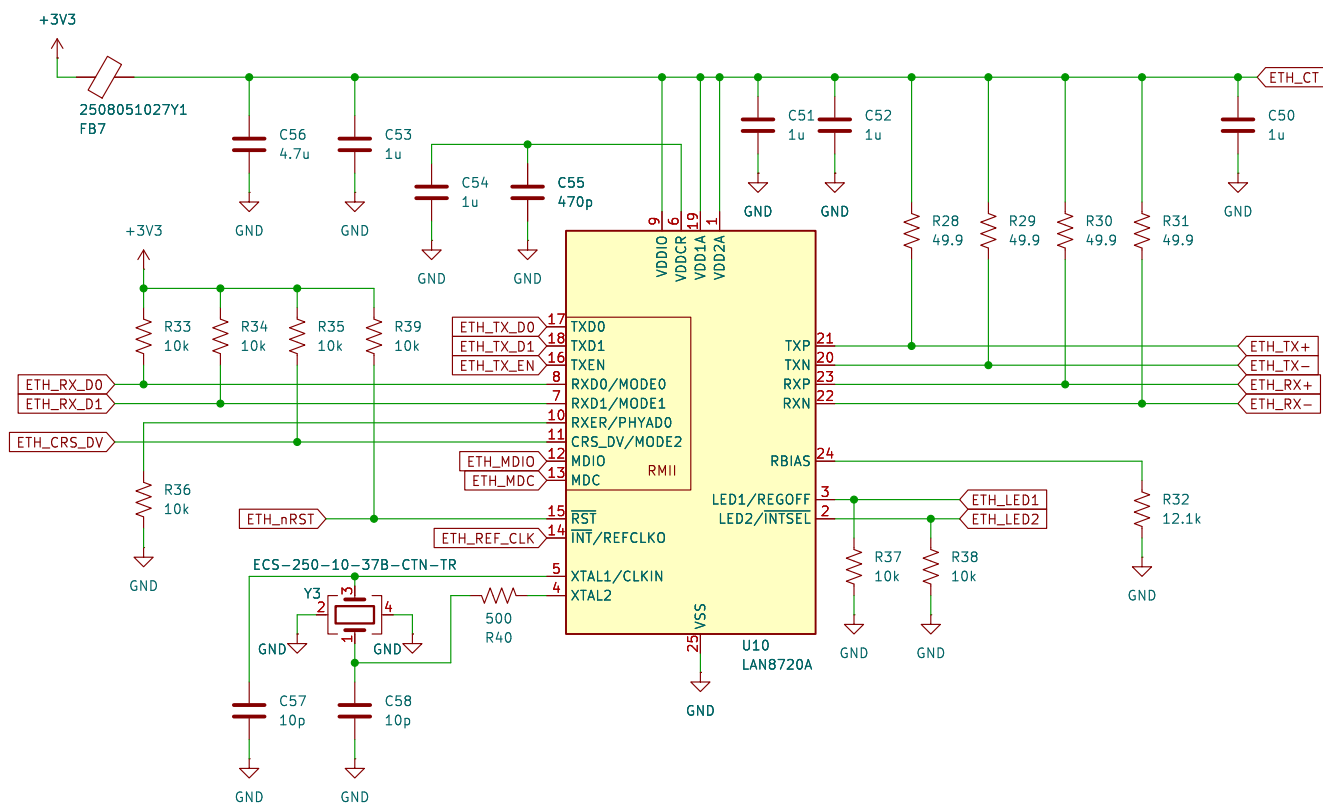 +3V3
2508051027Y1
FB7
ETH_CT
C56
4.7u
GND
C53
1u
GND
C54
1u
GND
C55
470p
GND
C51
1u
GND
C52
1u
GND
C50
1u
GND
R28
49.9
R29
49.9
R30
49.9
R31
49.9
+3V3
R33
10k
R34
10k
R35
10k
R39
10k
9
VDDIO
6
VDDCR
19
VDD1A
1
VDD2A
ETH_TX_D0
17
TXD0
ETH_TX_D1
18
TXD1
ETH_TX_EN
16
TXEN
ETH_RX_D0
8
RXD0/MODE0
ETH_RX_D1
7
RXD1/MODE1
10
RXER/PHYAD0
ETH_CRS_DV
11
CRS_DV/MODE2
ETH_MDIO
12
MDIO
ETH_MDC
13
MDC
RMII
ETH_nRST
15
RST
ETH_REF_CLK
14
INT/REFCLKO
5
XTAL1/CLKIN
4
XTAL2
TXP
21
ETH_TX+
TXN
20
ETH_TX-
RXP
23
ETH_RX+
RXN
22
ETH_RX-
RBIAS
24
LED1/REGOFF
3
ETH_LED1
LED2/INTSEL
2
ETH_LED2
R32
12.1k
GND
R37
10k
GND
R38
10k
GND
R36
10k
GND
ECS-250-10-37B-CTN-TR
Y3
3
2
4
1
GND
GND
500
R40
VSS
25
GND
U10
LAN8720A
C57
10p
GND
C58
10p
GND